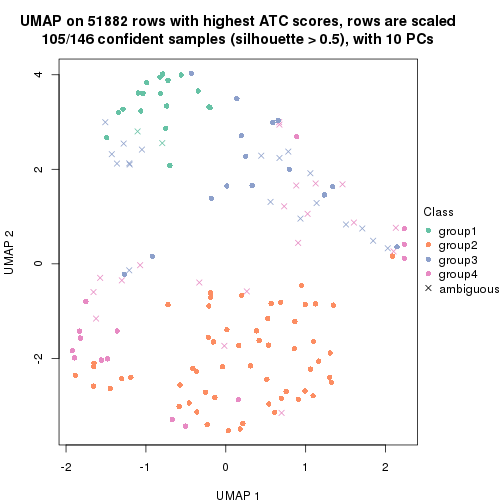 UMAP on 51882 rows with highest ATC scores, rows are scaled
105/146 confident samples (silhouette > 0.5), with 10 PCs
4
2
0
-2
UMAP 2
-2
-1
0
1
2
UMAP 1
Class
group1
group2
group3
group4
ambiguous